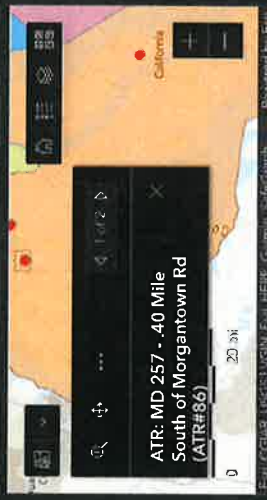 California
1 of 2
ATR: MD 257 - .40 Mile
South of Morgantown Rd
(ATR#86)
0
20 mi